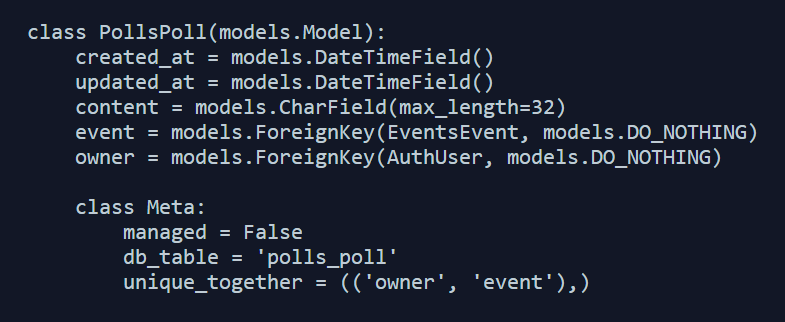 class PollsPoll(models.Model):
    created_at = models.DateTimeField()
    updated_at = models.DateTimeField()
    content = models.CharField(max_length=32)
    event = models.ForeignKey(EventsEvent, models.DO_NOTHING)
    owner = models.ForeignKey(AuthUser, models.DO_NOTHING)

    class Meta:
        managed = False
        db_table = 'polls_poll'
        unique_together = (('owner', 'event'),)